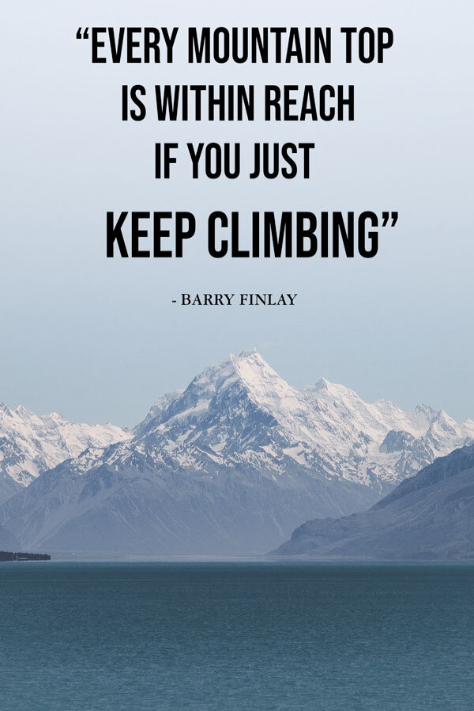 “EVERY MOUNTAIN TOP
IS WITHIN REACH
IF YOU JUST
KEEP CLIMBING”
- BARRY FINLAY